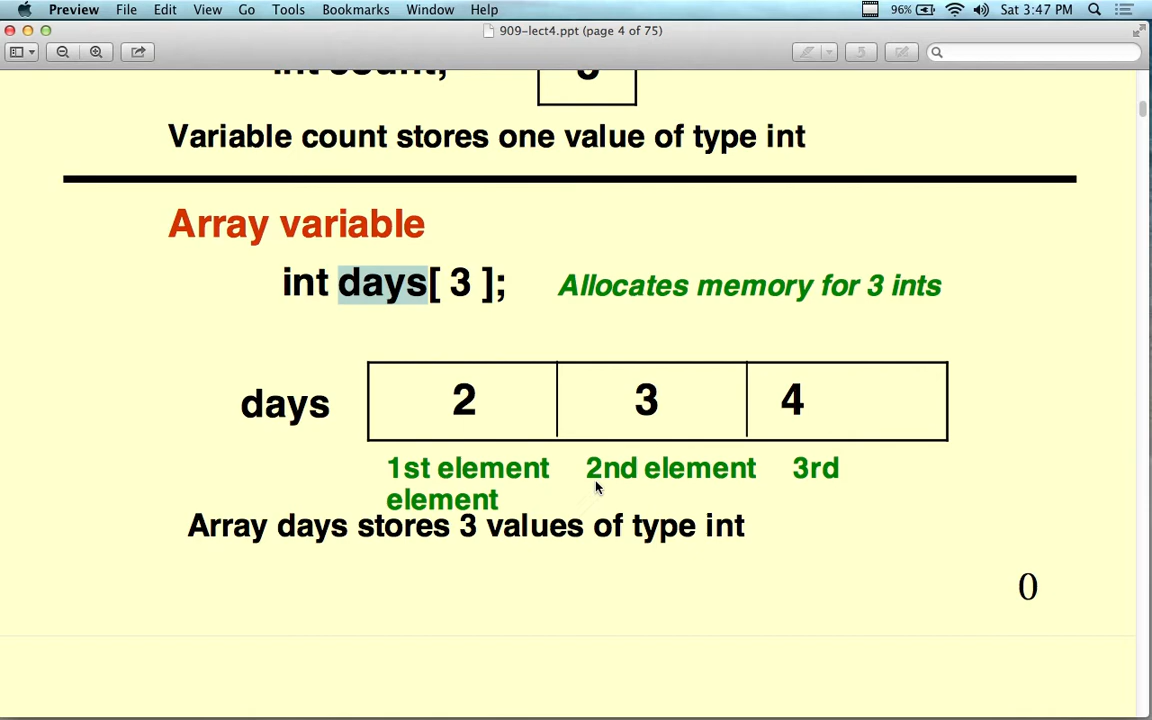 Preview File Edit View Go Tools Bookmarks Window Help 96% Sat 3:47 PM
909-lect4.ppt (page 4 of 75)
int count;
Variable count stores one value of type int
Array variable
int days[ 3 ]; Allocates memory for 3 ints
days 2 3 4
1st element 2nd element 3rd
element
Array days stores 3 values of type int
0